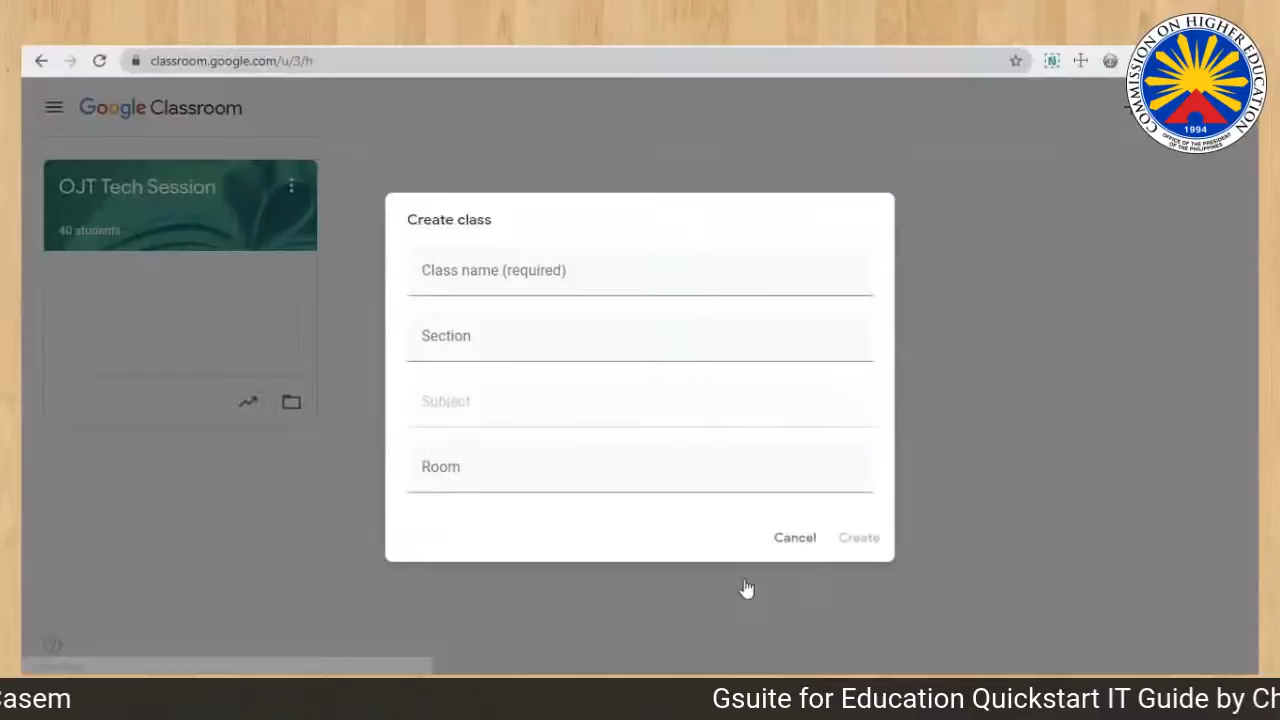 classroom.google.com/u/3/h
Google Classroom
COMMISSION ON HIGHER EDUCATION
1994
OFFICE OF THE PRESIDENT
OF THE PHILIPPINES
OJT Tech Session
40 students
Create class
Class name (required)
Section
Subject
Room
Cancel
Create
Casem
Gsuite for Education Quickstart IT Guide by Ch